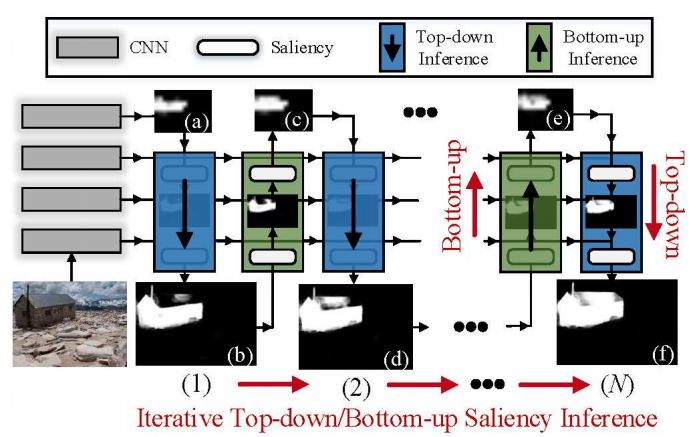 CNN
Saliency
Top-down
Inference
Bottom-up
Inference
(a)
(c)
(e)
Bottom-up
Top-down
(b)
(d)
(f)
(1)
(2)
(N)
Iterative Top-down/Bottom-up Saliency Inference